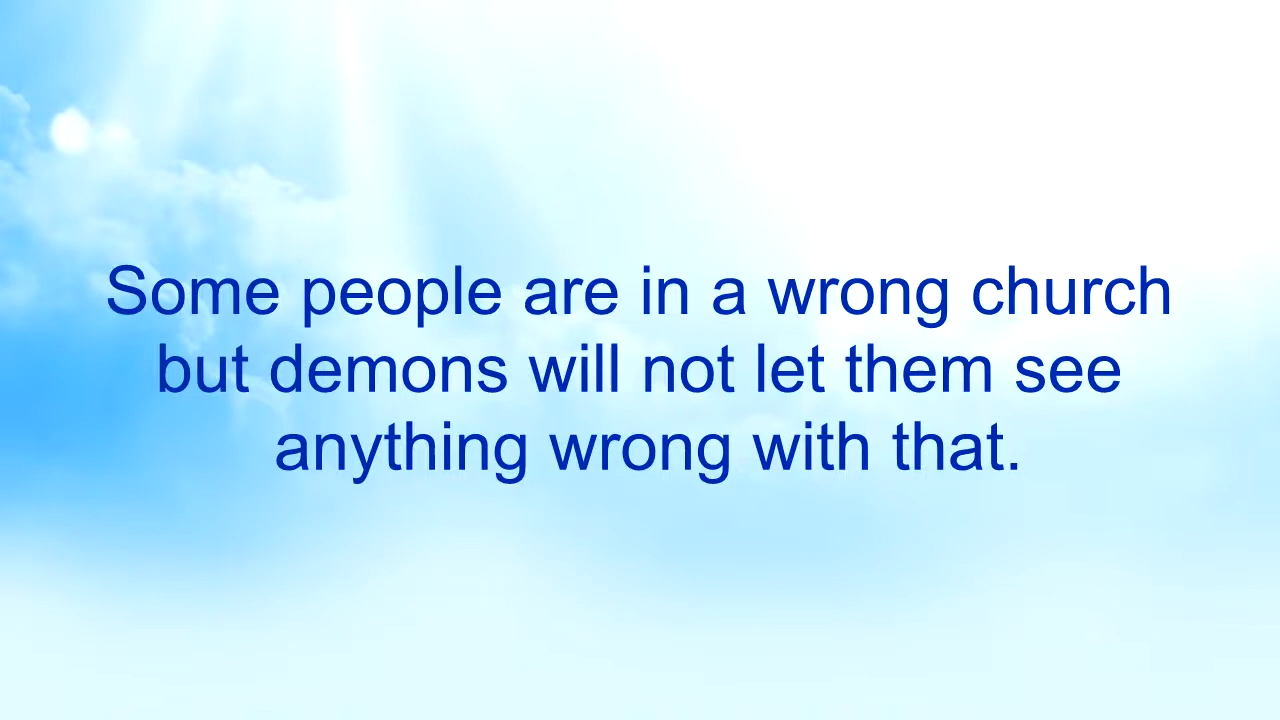 Some people are in a wrong church
but demons will not let them see
anything wrong with that.